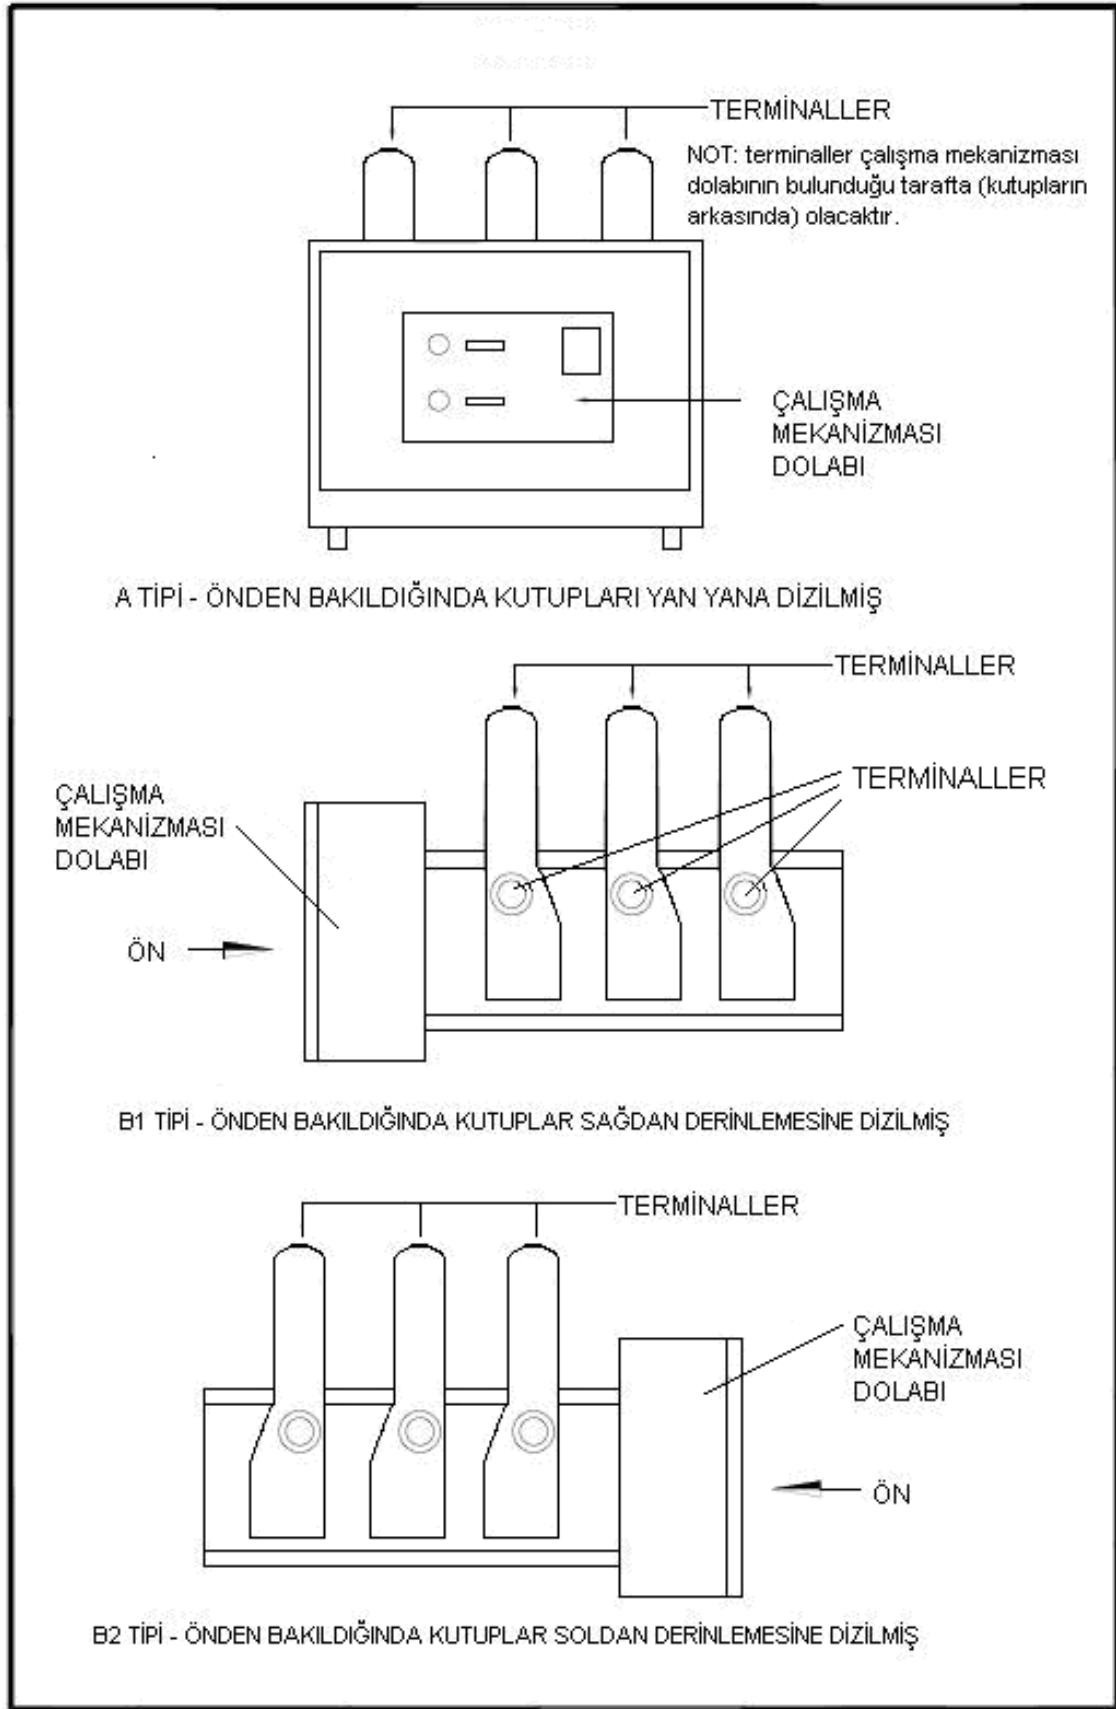 TERMİNALLER
NOT: terminaller çalışma mekanizması
dolabının bulunduğu tarafta (kutupların
arkasında) olacaktır.
ÇALIŞMA
MEKANİZMASI
DOLABI
A TİPİ - ÖNDEN BAKILDIĞINDA KUTUPLARI YAN YANA DİZİLMİŞ
TERMİNALLER
TERMİNALLER
ÇALIŞMA
MEKANİZMASI
DOLABI
ÖN
B1 TİPİ - ÖNDEN BAKILDIĞINDA KUTUPLAR SAĞDAN DERİNLEMESİNE DİZİLMİŞ
TERMİNALLER
ÇALIŞMA
MEKANİZMASI
DOLABI
ÖN
B2 TİPİ - ÖNDEN BAKILDIĞINDA KUTUPLAR SOLDAN DERİNLEMESİNE DİZİLMİŞ